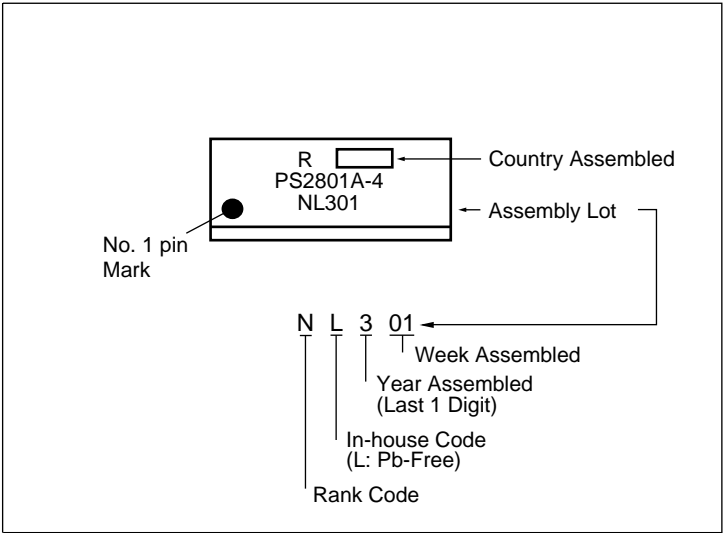 R
Country Assembled
PS2801A-4
NL301
Assembly Lot
No. 1 pin
Mark
N L 3 01
Week Assembled
Year Assembled
(Last 1 Digit)
In-house Code
(L: Pb-Free)
Rank Code